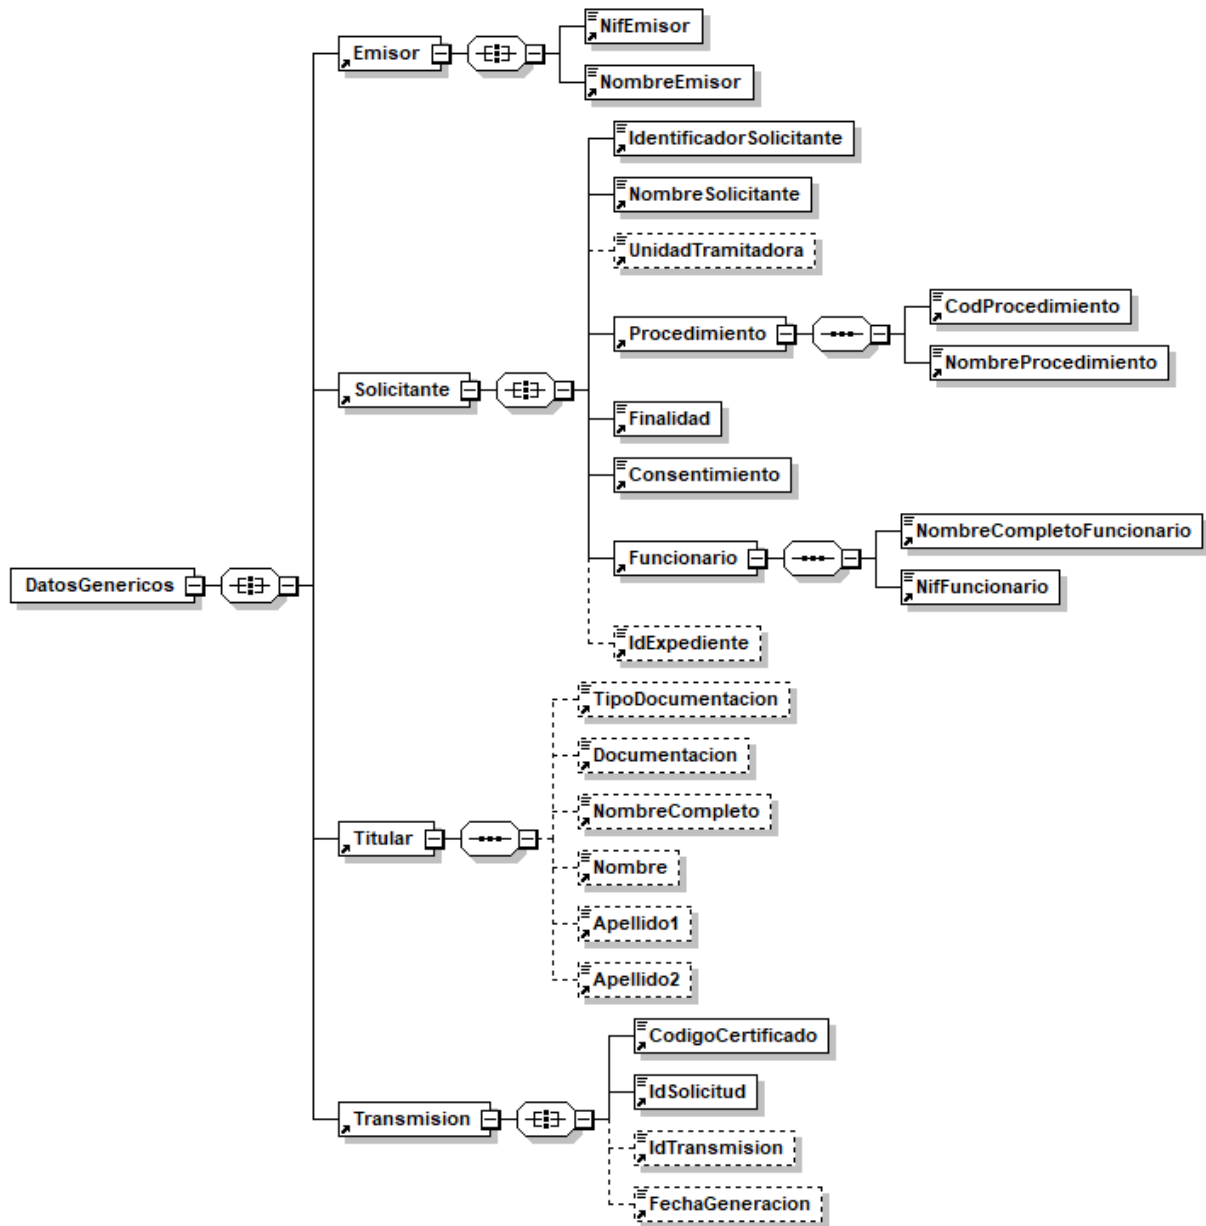 NifEmisor
Emisor
NombreEmisor
IdentificadorSolicitante
NombreSolicitante
UnidadTramitadora
CodProcedimiento
Procedimiento
NombreProcedimiento
Solicitante
Finalidad
Consentimiento
NombreCompletoFuncionario
Funcionario
DatosGenericos
NifFuncionario
IdExpediente
TipoDocumentacion
Documentacion
NombreCompleto
Titular
Nombre
Apellido1
Apellido2
CodigoCertificado
IdSolicitud
Transmision
IdTransmision
FechaGeneracion